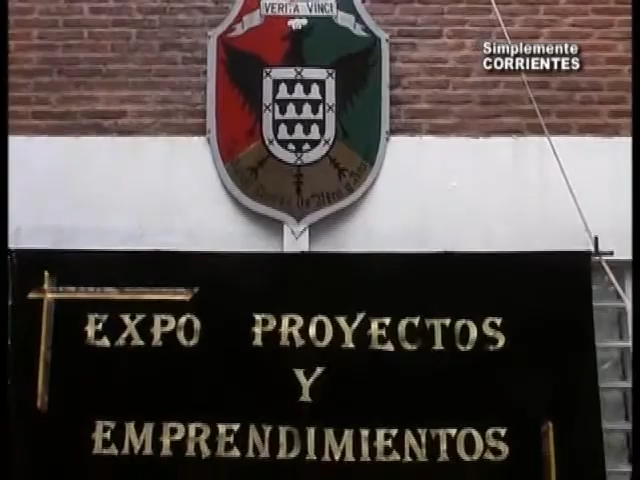 VERITA VINCI
Simplemente
CORRIENTES
EXPO PROYECTOS
Y
EMPRENDIMIENTOS